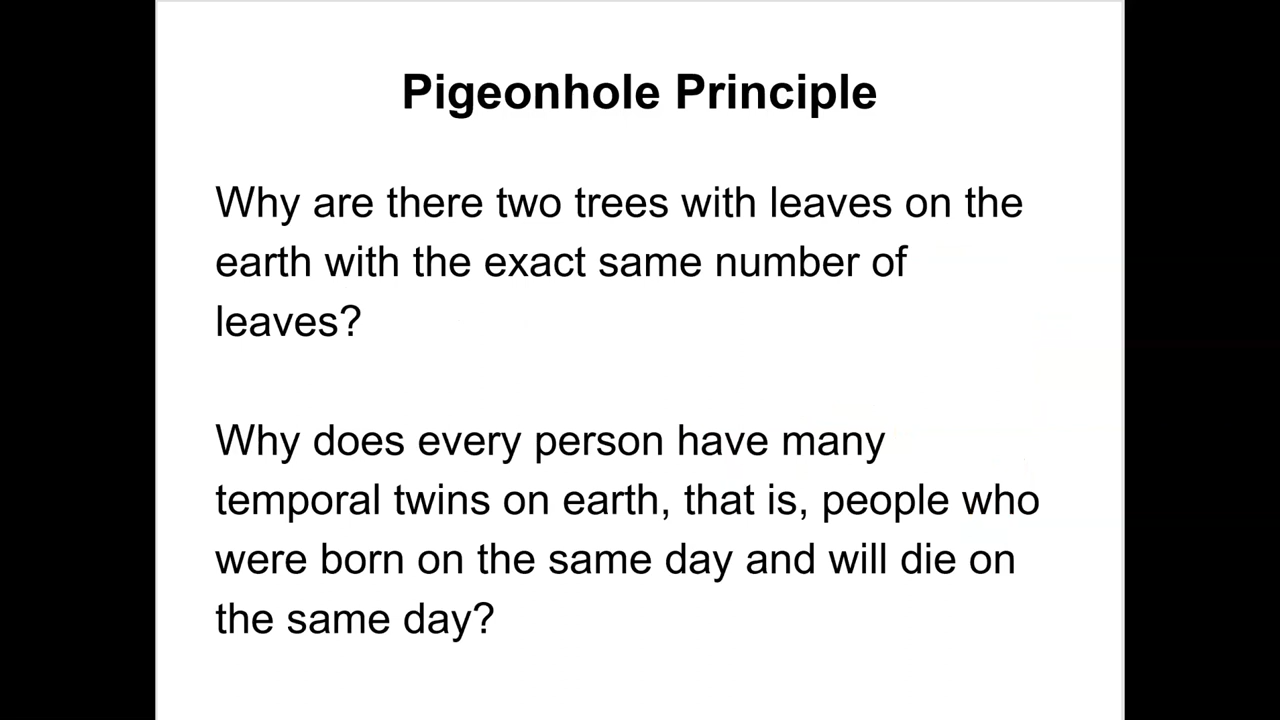 Pigeonhole Principle
Why are there two trees with leaves on the
earth with the exact same number of
leaves?
Why does every person have many
temporal twins on earth, that is, people who
were born on the same day and will die on
the same day?